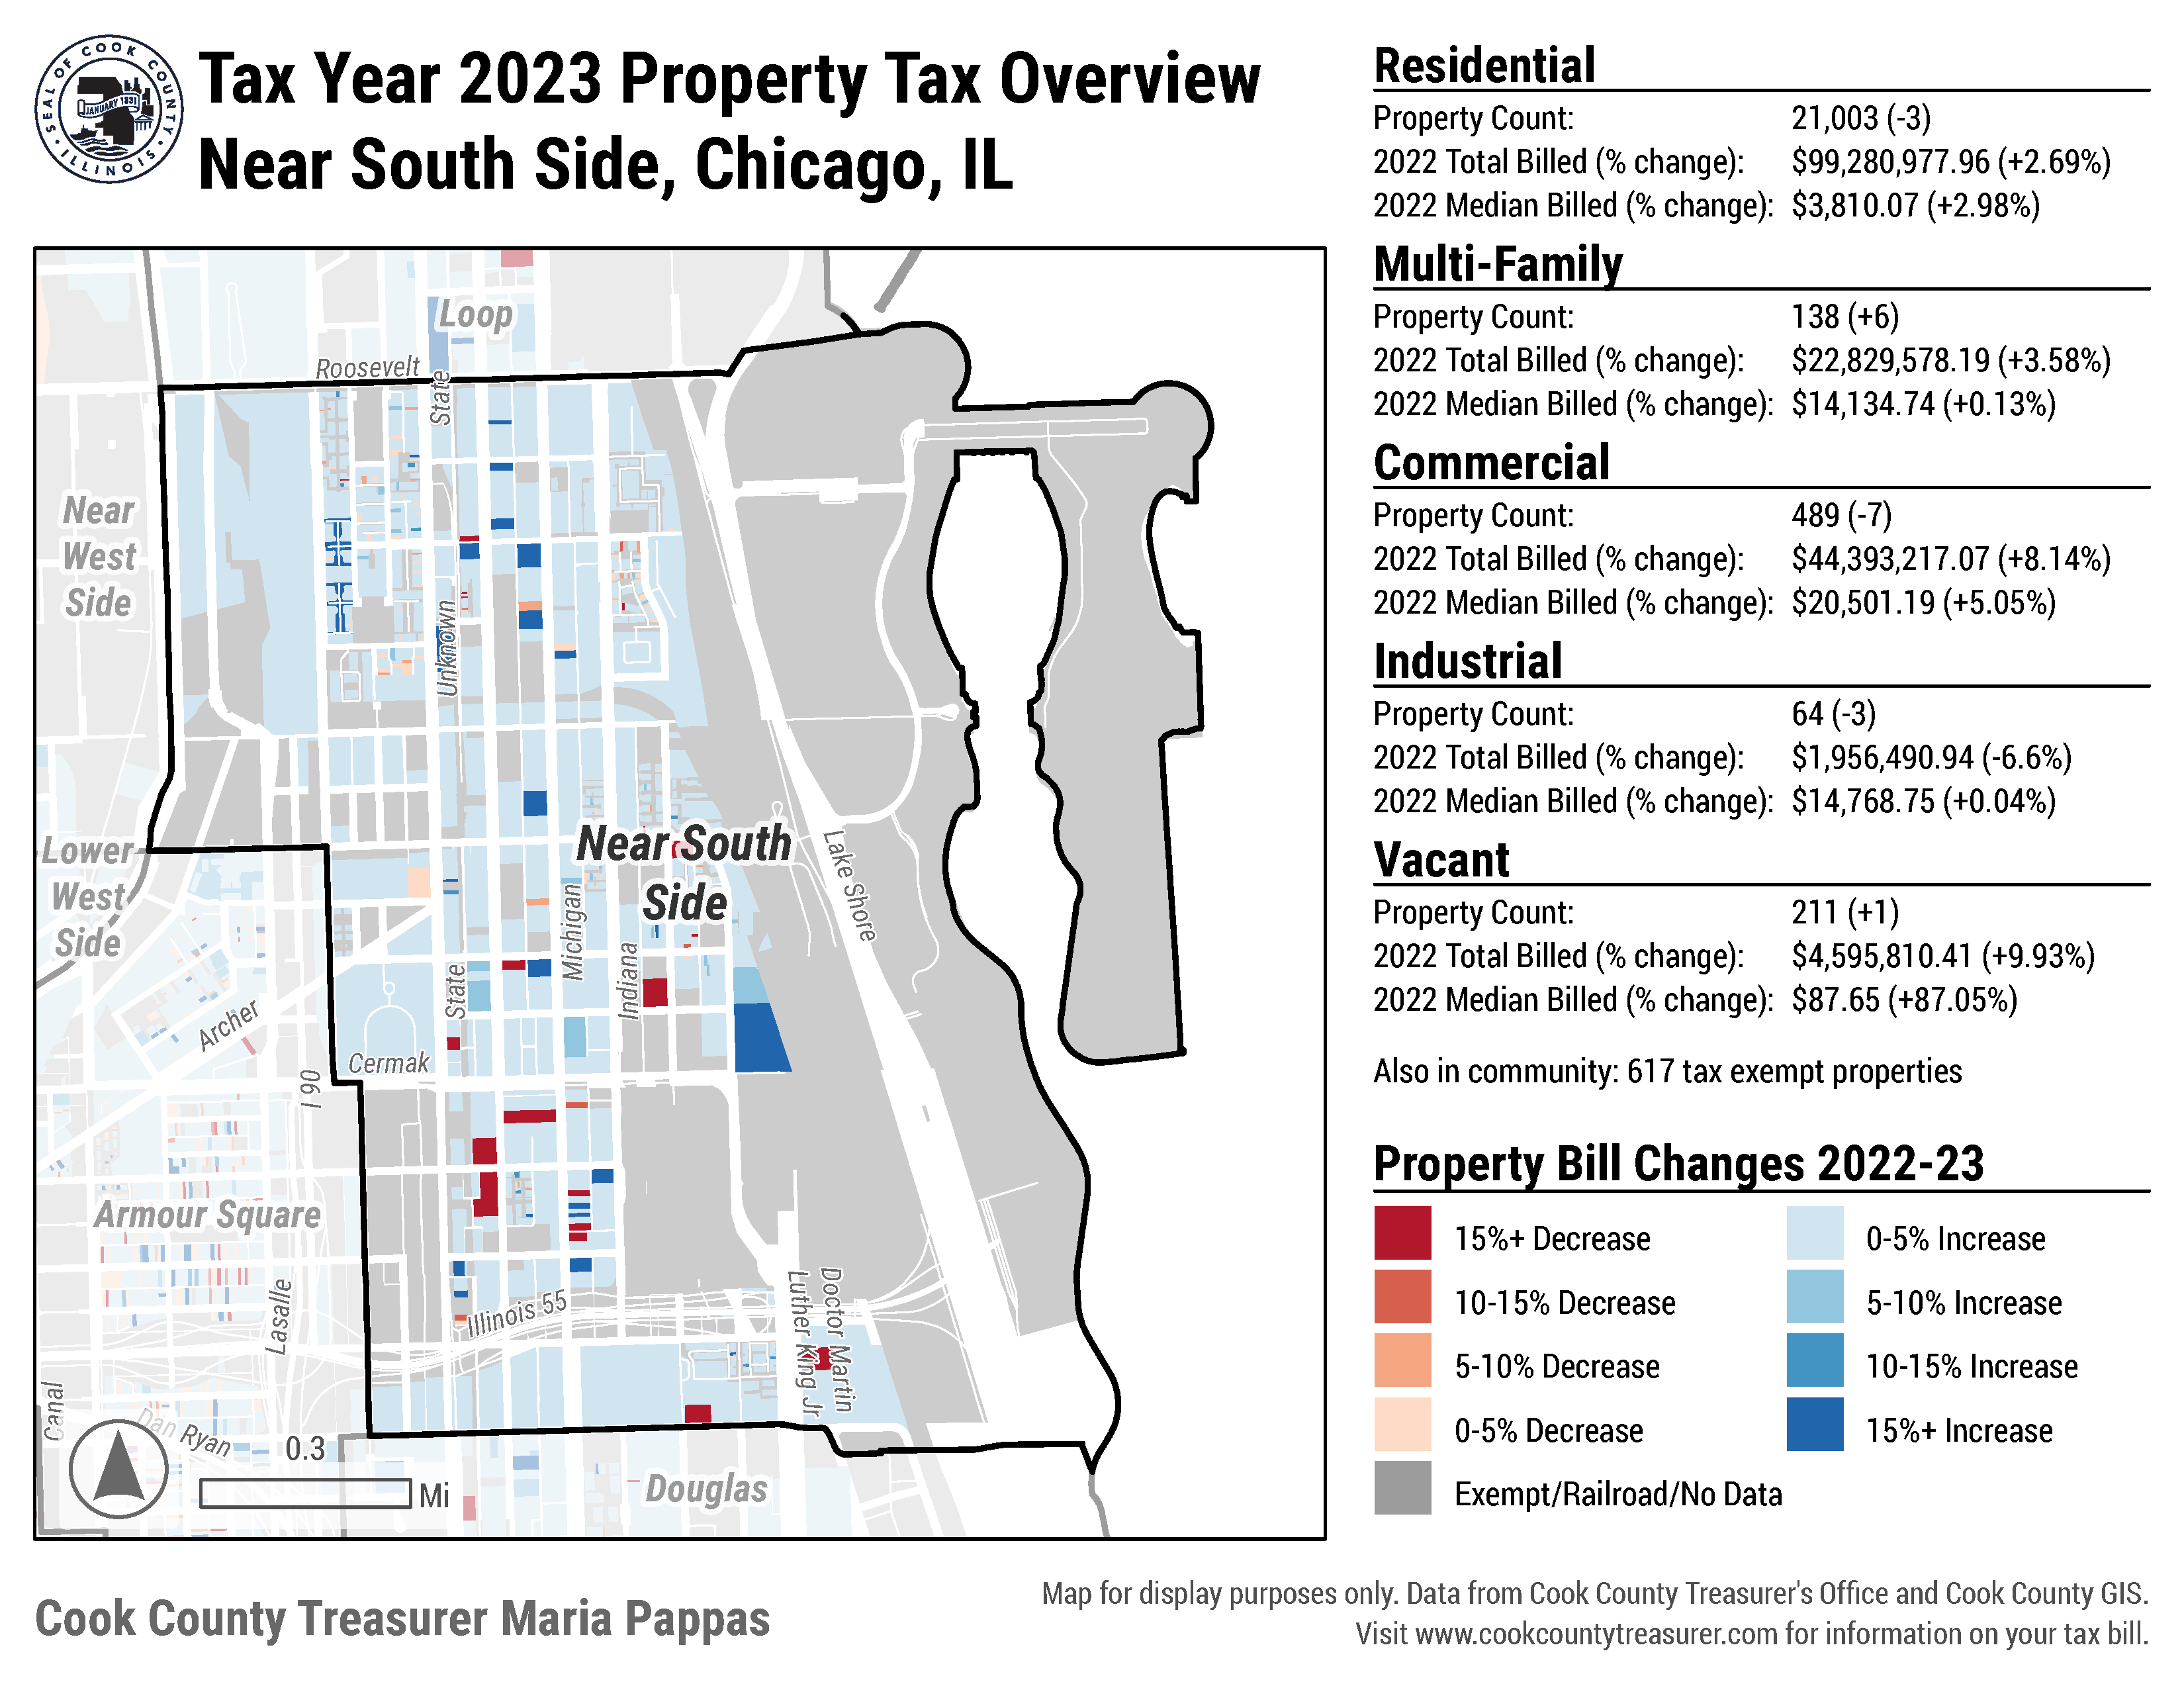 SEAL OF COOK COUNTY
JANUARY 1831
ILLINOIS
Tax Year 2023 Property Tax Overview
Near South Side, Chicago, IL
Loop
Roosevelt
State
Near
West
Side
Unknown
Lower
West
Side
Near South
Side
Lake Shore
Michigan
Indiana
State
Archer
Cermak
I 90
Armour Square
Lasalle
Illinois 55
Doctor Martin
Luther King Jr
Canal
Dan Ryan
0.3
Mi
Douglas
Residential
Property Count: 21,003 (-3)
2022 Total Billed (% change): $99,280,977.96 (+2.69%)
2022 Median Billed (% change): $3,810.07 (+2.98%)
Multi-Family
Property Count: 138 (+6)
2022 Total Billed (% change): $22,829,578.19 (+3.58%)
2022 Median Billed (% change): $14,134.74 (+0.13%)
Commercial
Property Count: 489 (-7)
2022 Total Billed (% change): $44,393,217.07 (+8.14%)
2022 Median Billed (% change): $20,501.19 (+5.05%)
Industrial
Property Count: 64 (-3)
2022 Total Billed (% change): $1,956,490.94 (-6.6%)
2022 Median Billed (% change): $14,768.75 (+0.04%)
Vacant
Property Count: 211 (+1)
2022 Total Billed (% change): $4,595,810.41 (+9.93%)
2022 Median Billed (% change): $87.65 (+87.05%)
Also in community: 617 tax exempt properties
Property Bill Changes 2022-23
15%+ Decrease
10-15% Decrease
5-10% Decrease
0-5% Decrease
Exempt/Railroad/No Data
0-5% Increase
5-10% Increase
10-15% Increase
15%+ Increase
Cook County Treasurer Maria Pappas
Map for display purposes only. Data from Cook County Treasurer's Office and Cook County GIS.
Visit www.cookcountytreasurer.com for information on your tax bill.